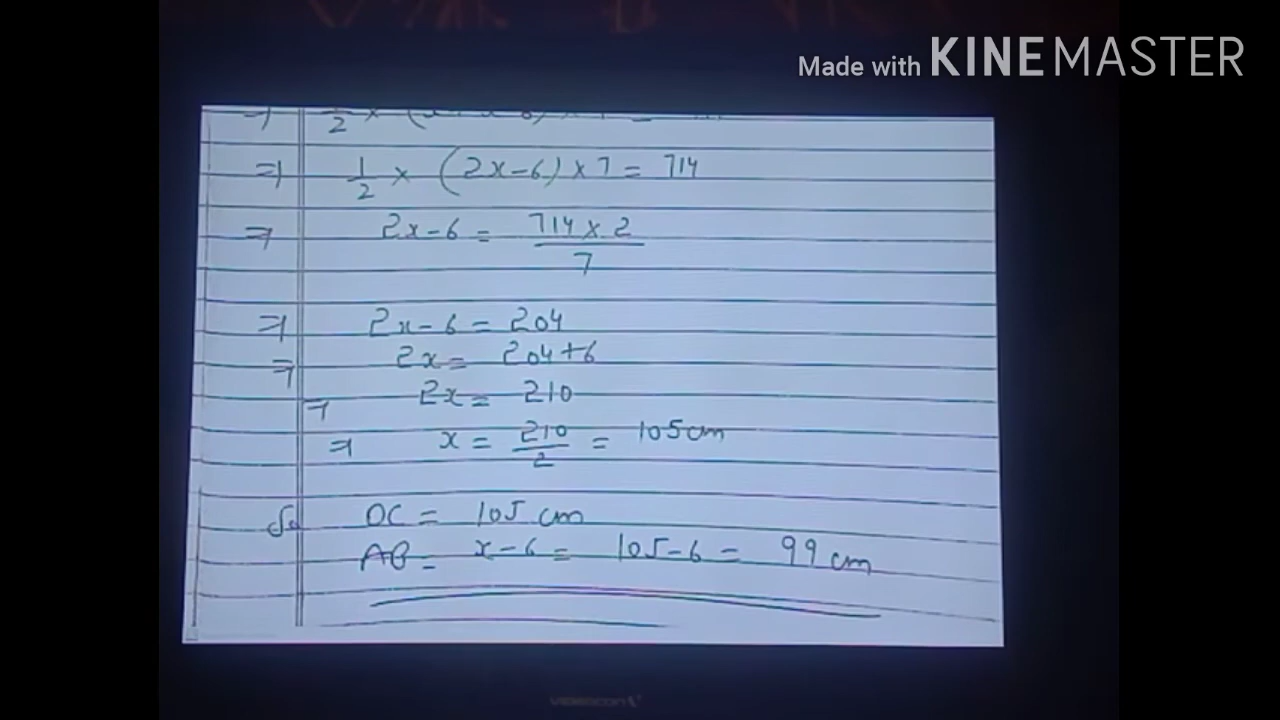 Made with KINEMASTER
⇒ 1/2 × (2x-6) × 7 = 714
⇒ 2x-6 = 714 × 2 / 7
⇒ 2x-6 = 204
⇒ 2x = 204+6
⇒ 2x = 210
⇒ x = 210/2 = 105 cm
So DC = 105 cm
AB = x-6 = 105-6 = 99 cm
VIDEOCON